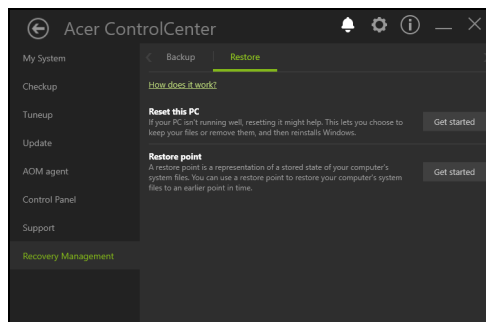 Acer ControlCenter
My System
Checkup
Tuneup
Update
AOM agent
Control Panel
Support
Recovery Management
Backup
Restore
How does it work?
Reset this PC
If your PC isn't running well, resetting it might help. This lets you choose to
keep your files or remove them, and then reinstalls Windows.
Get started
Restore point
A restore point is a representation of a stored state of your computer's
system files. You can use a restore point to restore your computer's system
files to an earlier point in time.
Get started